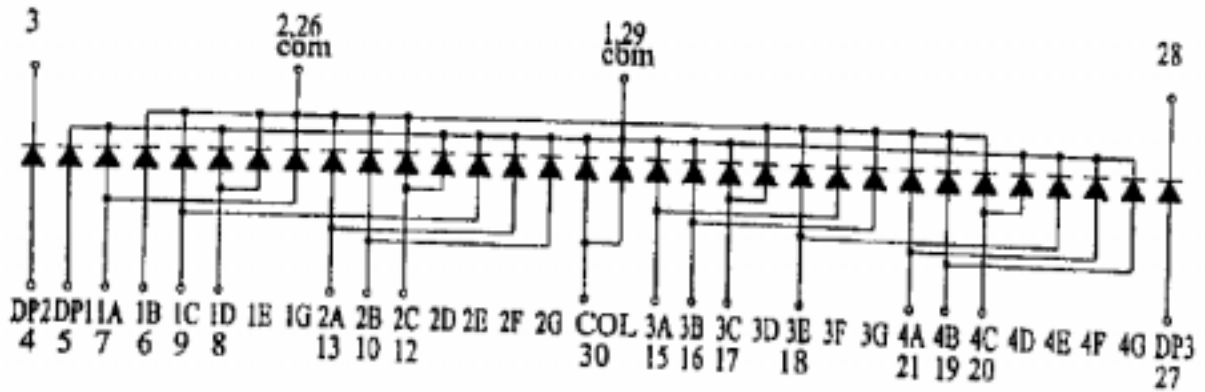 3
2,26
com
1,29
com
28
DP2 DP1 1A 1B 1C 1D 1E 1G 2A 2B 2C 2D 2E 2F 2G COL 3A 3B 3C 3D 3E 3F 3G 4A 4B 4C 4D 4E 4F 4G DP3
4 5 7 6 9 8 13 10 12 30 15 16 17 18 21 19 20 27